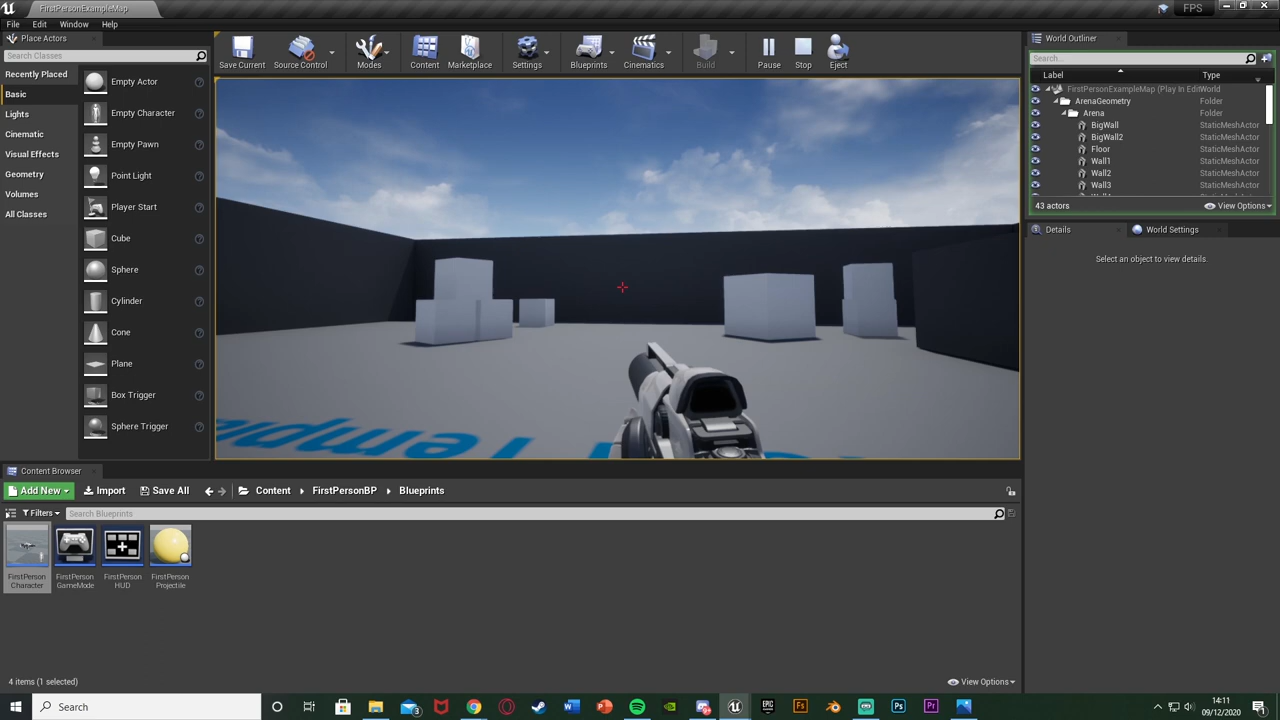 FirstPersonExampleMap
FPS
File Edit Window Help
Place Actors
Search Classes
Recently Placed
Basic
Lights
Cinematic
Visual Effects
Geometry
Volumes
All Classes
Empty Actor
Empty Character
Empty Pawn
Point Light
Player Start
Cube
Sphere
Cylinder
Cone
Plane
Box Trigger
Sphere Trigger
Save Current
Source Control
Modes
Content
Marketplace
Settings
Blueprints
Cinematics
Build
Pause
Stop
Eject
World Outliner
Search...
Label Type
FirstPersonExampleMap (Play In Edit World
ArenaGeometry Folder
Arena Folder
BigWall StaticMeshActor
BigWall2 StaticMeshActor
Floor StaticMeshActor
Wall1 StaticMeshActor
Wall2 StaticMeshActor
Wall3 StaticMeshActor
43 actors View Options
Details World Settings
Select an object to view details.
Content Browser
Add New Import Save All Content FirstPersonBP Blueprints
Filters Search Blueprints
FirstPerson
Character
FirstPerson
GameMode
FirstPerson
HUD
FirstPerson
Projectile
4 items (1 selected) View Options
Search
14:11
09/12/2020